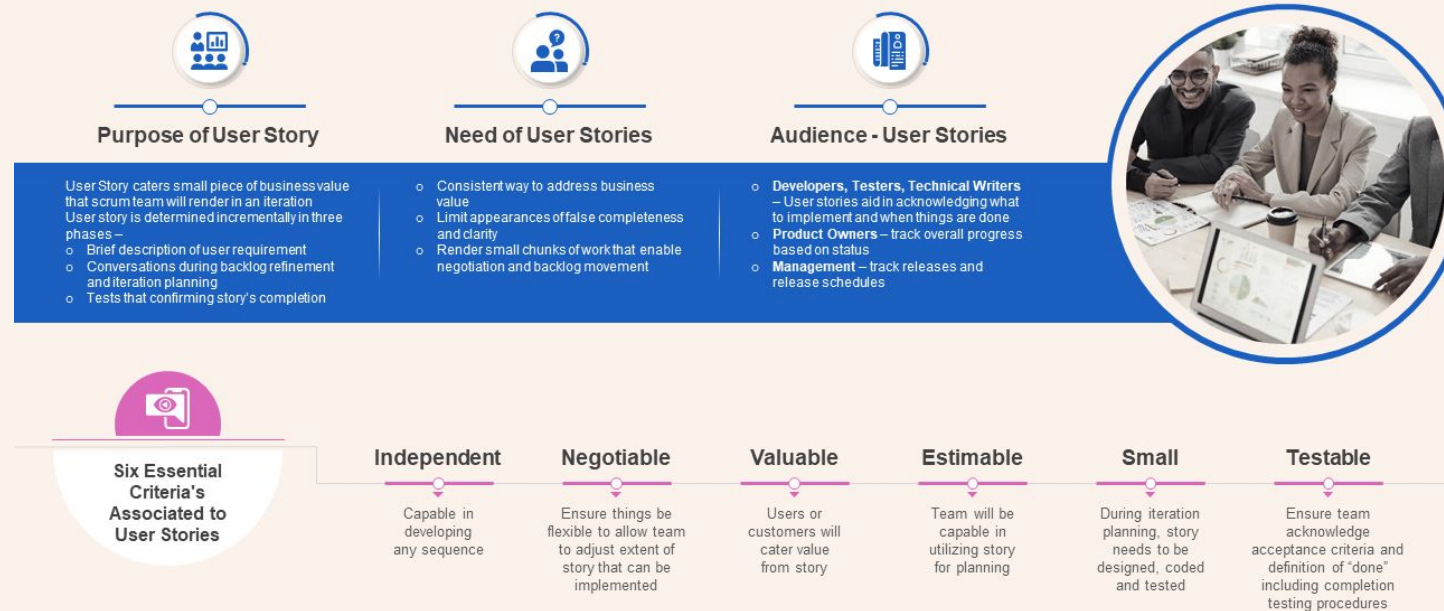 Purpose of User Story
User Story caters small piece of business value
that scrum team will render in an iteration
User story is determined incrementally in three
phases –
o Brief description of user requirement
o Conversations during backlog refinement
and iteration planning
o Tests that confirming story's completion
Need of User Stories
o Consistent way to address business
value
o Limit appearances of false completeness
and clarity
o Render small chunks of work that enable
negotiation and backlog movement
Audience - User Stories
o Developers, Testers, Technical Writers
– User stories aid in acknowledging what
to implement and when things are done
o Product Owners – track overall progress
based on status
o Management – track releases and
release schedules
Six Essential
Criteria's
Associated to
User Stories
Independent
Capable in
developing
any sequence
Negotiable
Ensure things be
flexible to allow team
to adjust extent of
story that can be
implemented
Valuable
Users or
customers will
cater value
from story
Estimable
Team will be
capable in
utilizing story
for planning
Small
During iteration
planning, story
needs to be
designed, coded
and tested
Testable
Ensure team
acknowledge
acceptance criteria and
definition of “done”
including completion
testing procedures